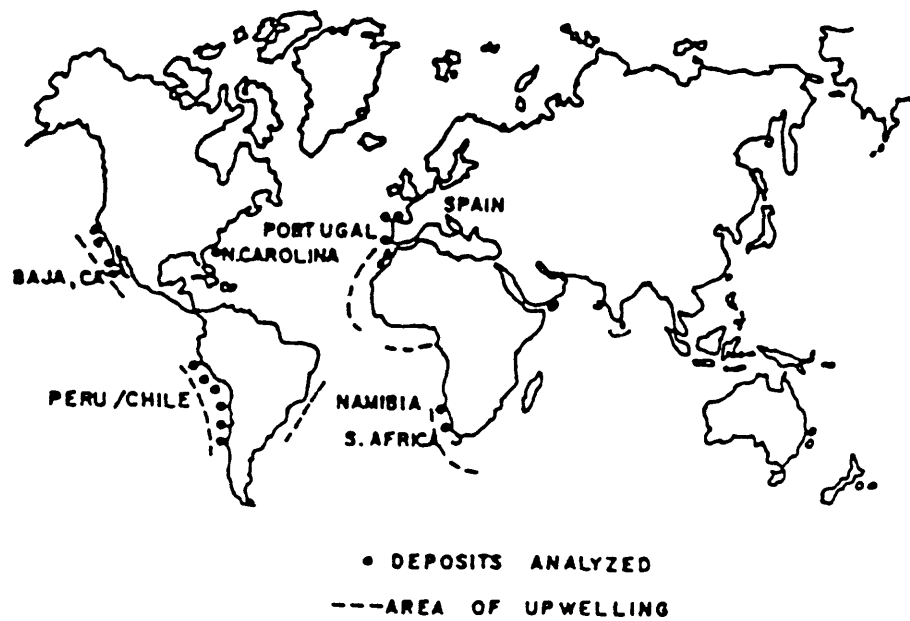 SPAIN
PORTUGAL
N.CAROLINA
BAJA, CA
PERU/CHILE
NAMIBIA
S. AFRICA
DEPOSITS ANALYZED
---AREA OF UPWELLING